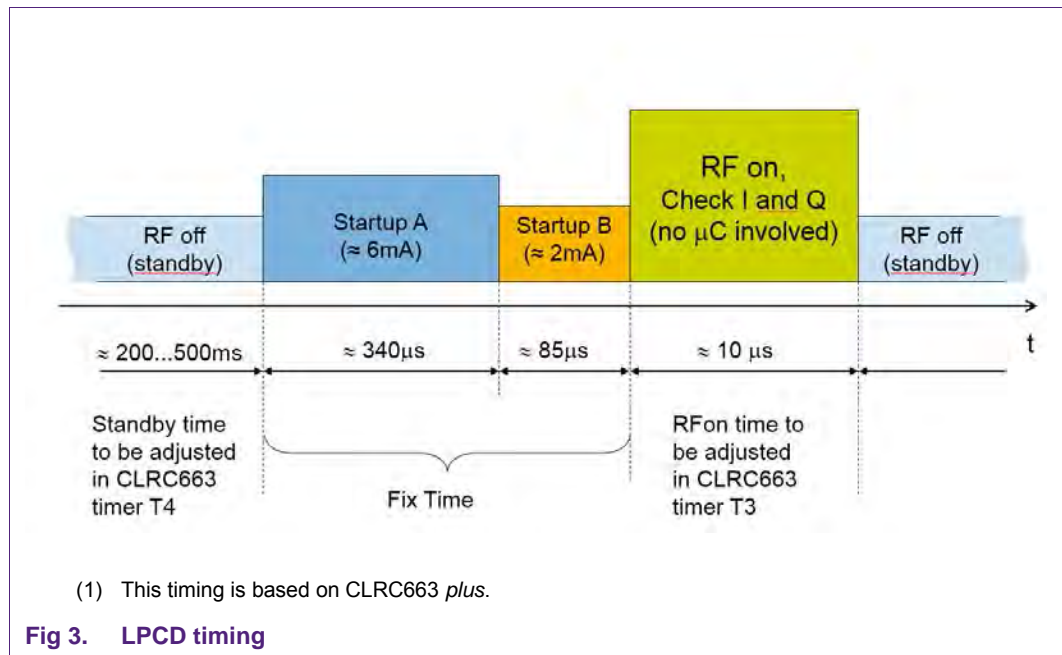 RF off
(standby)
Startup A
(≈ 6mA)
Startup B
(≈ 2mA)
RF on,
Check I and Q
(no µC involved)
RF off
(standby)
t
≈ 200...500ms
≈ 340µs
≈ 85µs
≈ 10 µs
Standby time
to be adjusted
in CLRC663
timer T4
Fix Time
RFon time to
be adjusted
in CLRC663
timer T3
(1) This timing is based on CLRC663 plus.
Fig 3. LPCD timing